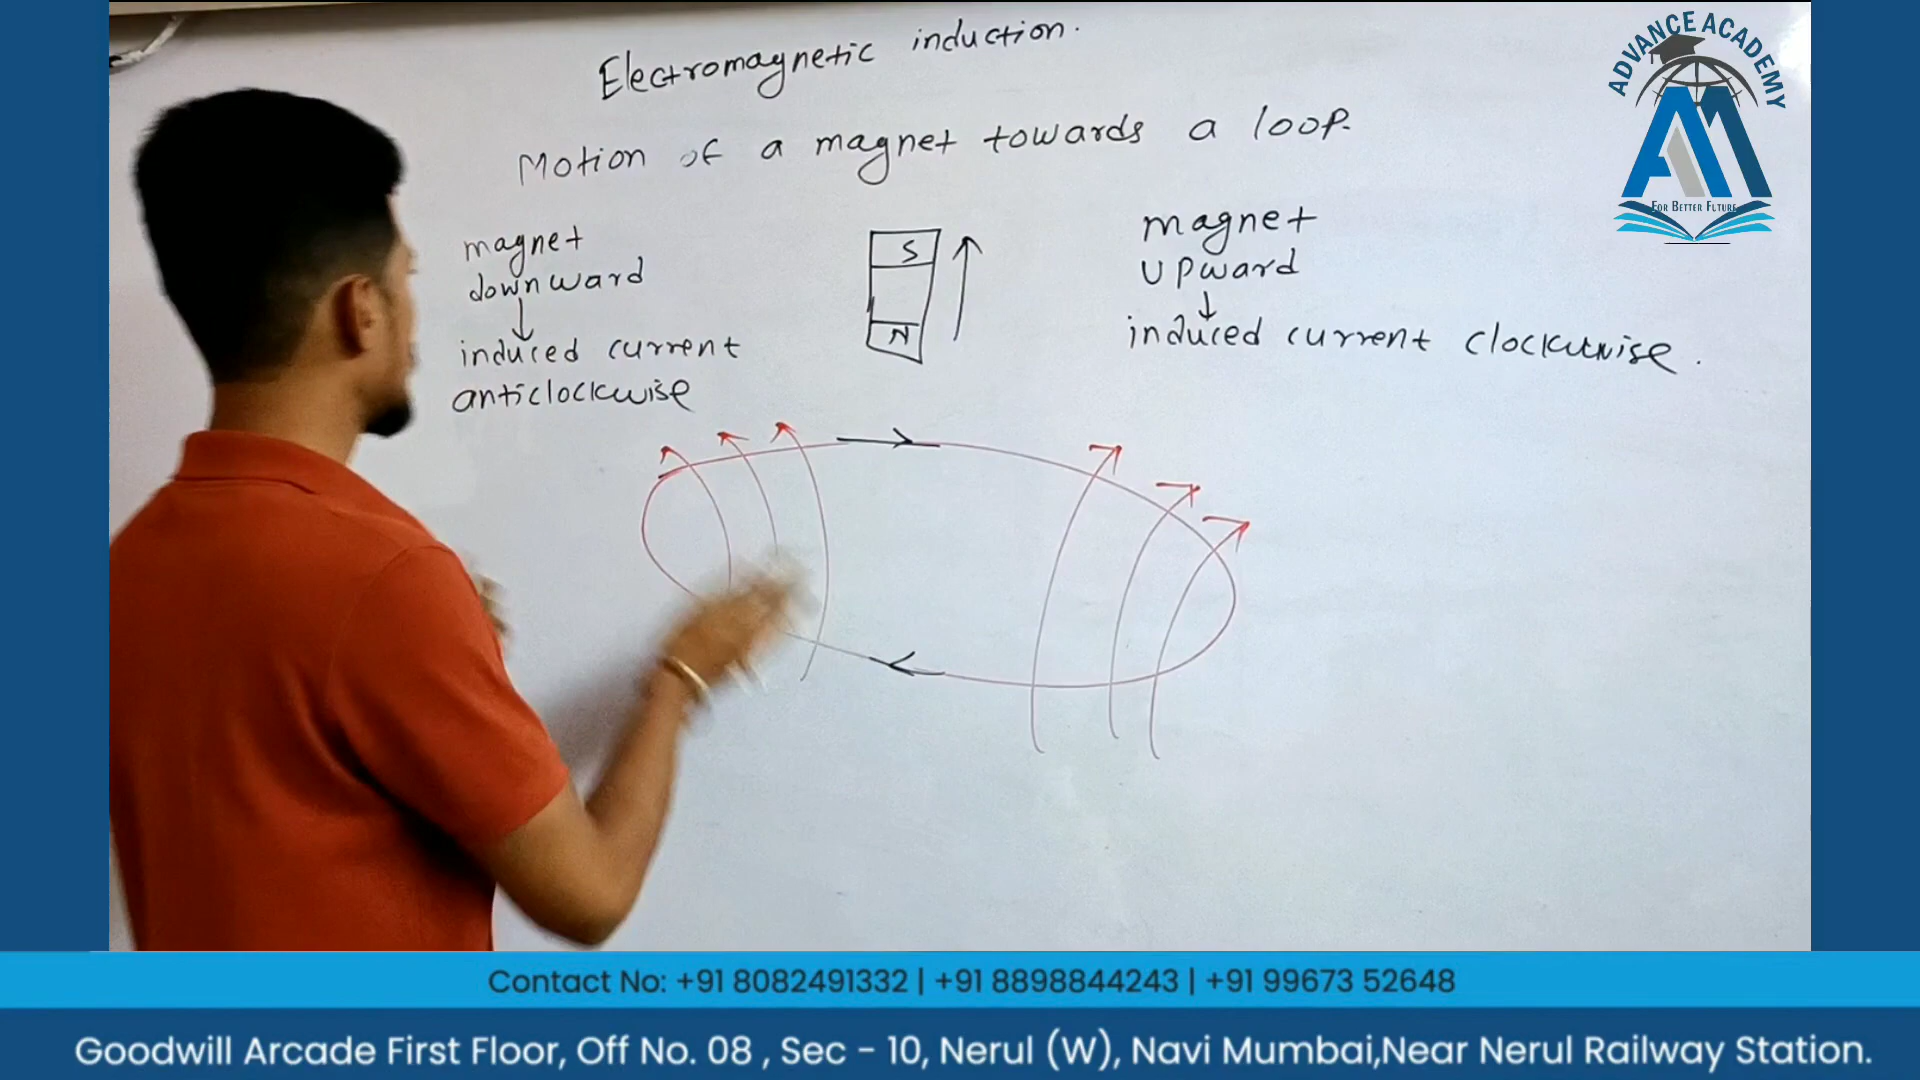 Electromagnetic induction.
Motion of a magnet towards a loop.
magnet
downward
induced current
anticlockwise
S
N
magnet
upward
induced current clockwise.
ADVANCE ACADEMY
FOR BETTER FUTURE
Contact No: +91 8082491332 | +91 8898844243 | +91 99673 52648
Goodwill Arcade First Floor, Off No. 08 , Sec - 10, Nerul (W), Navi Mumbai,Near Nerul Railway Station.